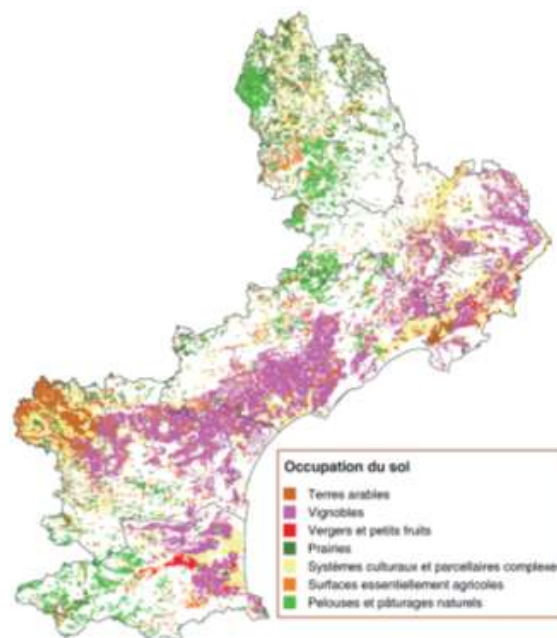 Occupation du sol
Terres arables
Vignobles
Vergers et petits fruits
Prairies
Systèmes culturaux et parcellaires complexe
Surfaces essentiellement agricoles
Pelouses et pâturages naturels